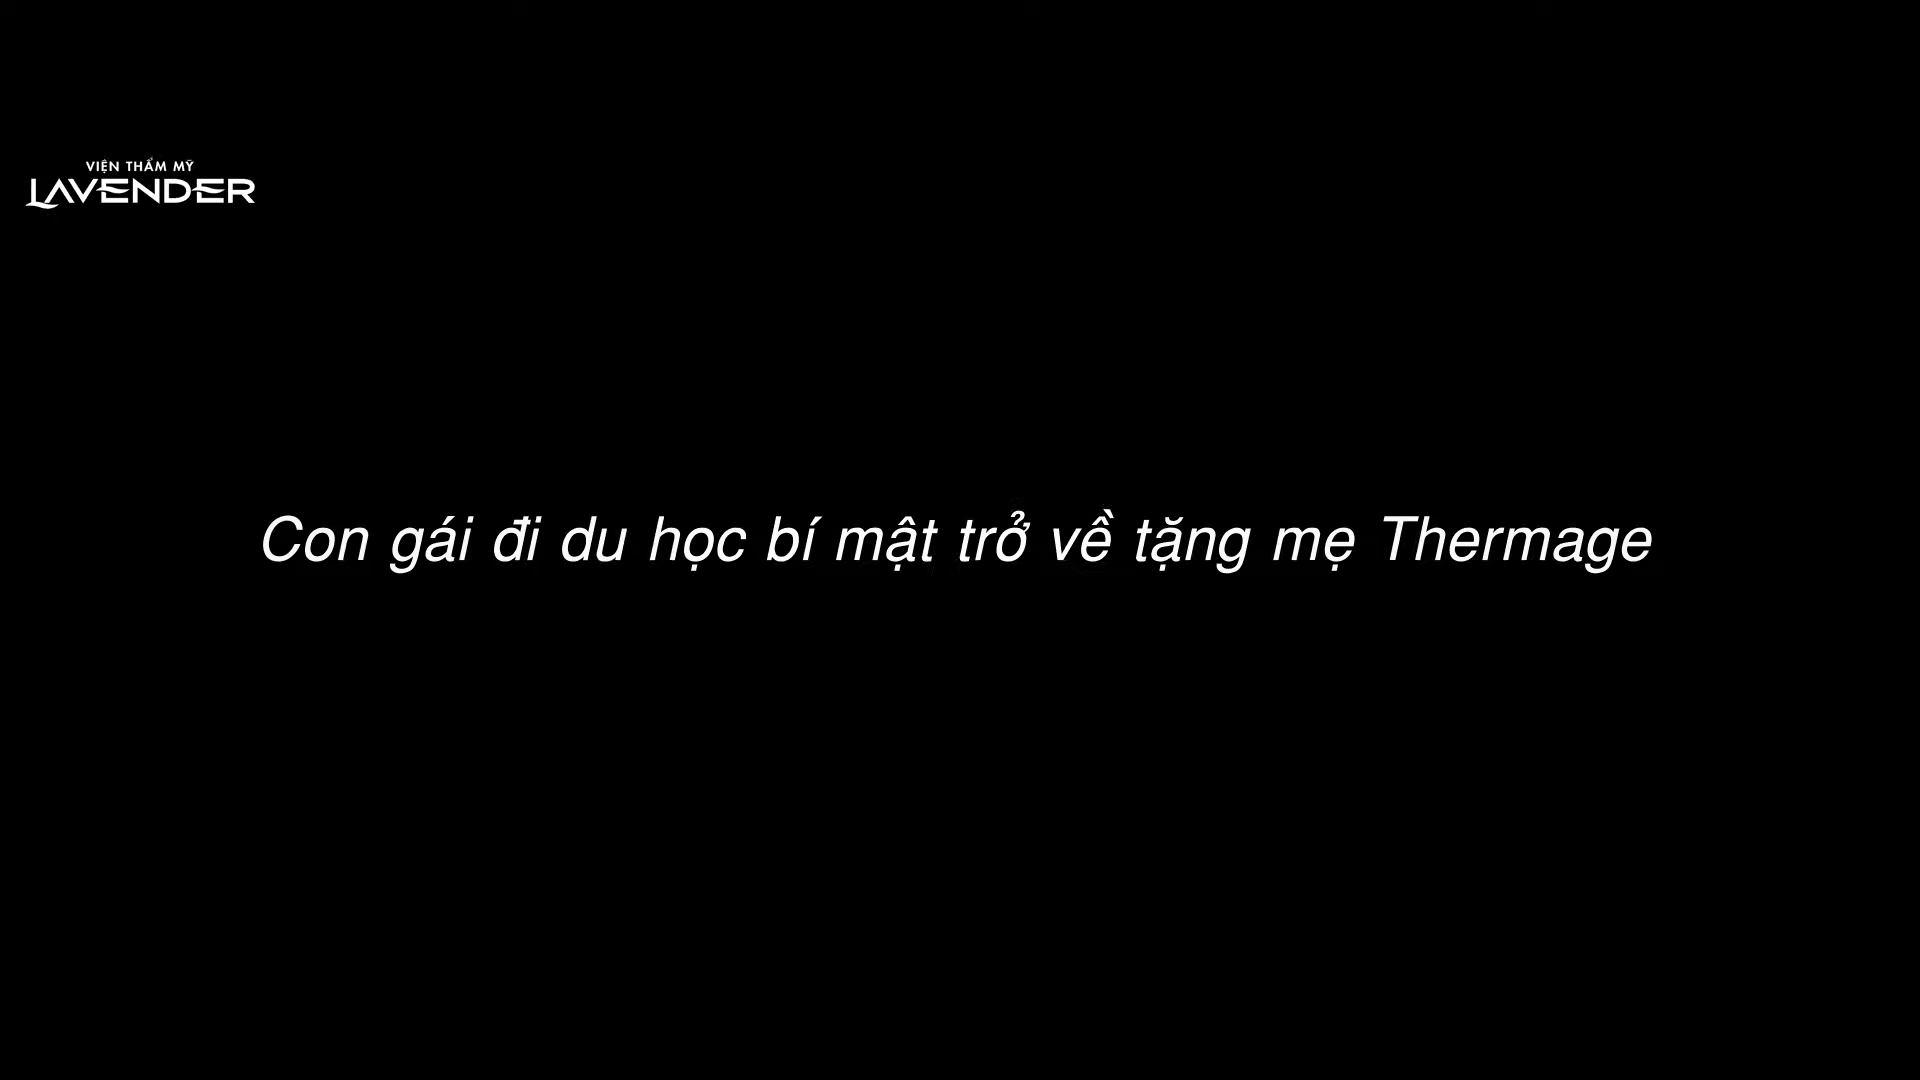 VIỆN THẨM MỸ
LAVENDER
Con gái đi du học bí mật trở về tặng mẹ Thermage